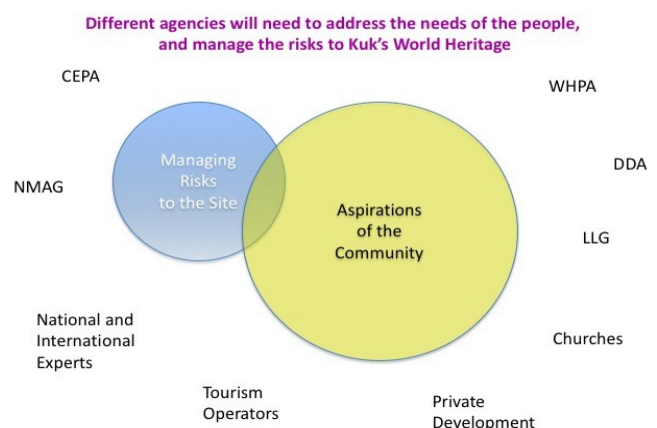 Different agencies will need to address the needs of the people,
and manage the risks to Kuk's World Heritage
CEPA
WHPA
Managing
Risks
to the Site
DDA
NMAG
Aspirations
of the
Community
LLG
National and
International
Experts
Churches
Tourism
Operators
Private
Development